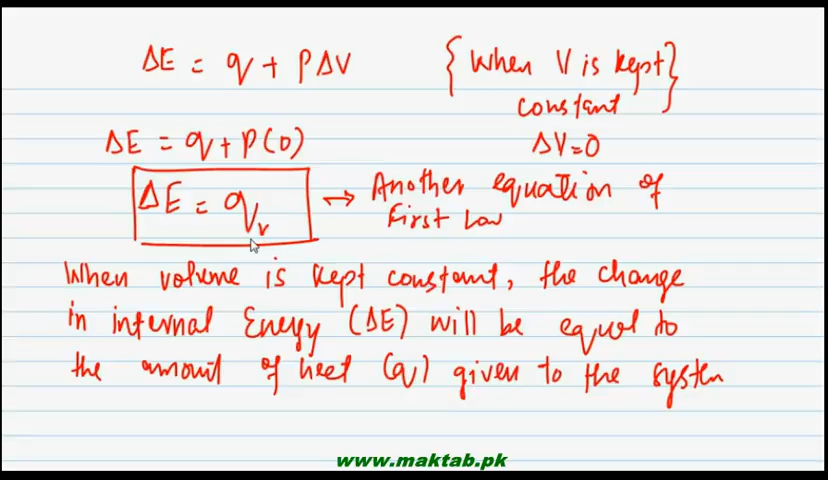 ΔE = q + PΔV {When V is kept}
constant
ΔE = q + P(0) ΔV=0
ΔE = qv ↔ Another equation of
First Law
When volume is kept constant, the change
in internal Energy (ΔE) will be equal to
the amount of heat (q) given to the system
www.maktab.pk